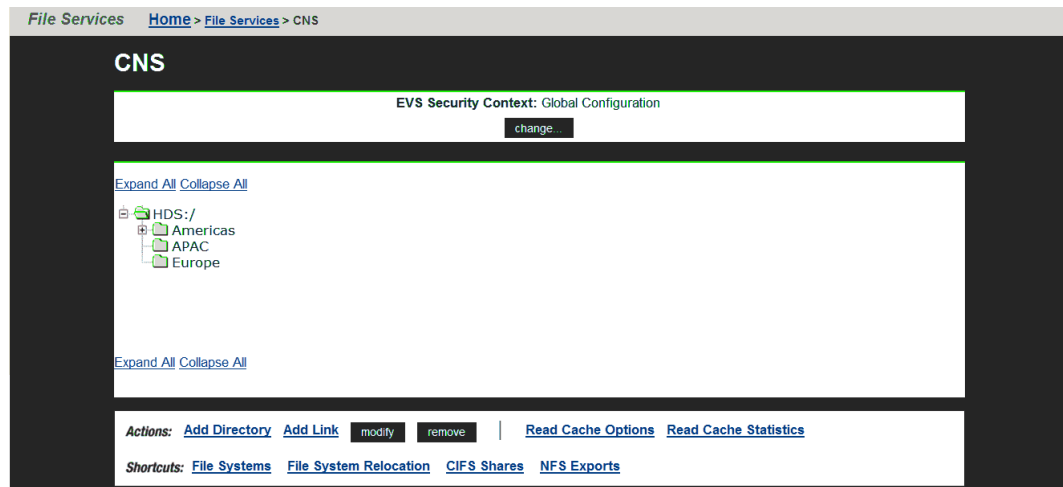 File Services Home > File Services > CNS
CNS
EVS Security Context: Global Configuration
change...
Expand All Collapse All
HDS:/
Americas
APAC
Europe
Expand All Collapse All
Actions: Add Directory Add Link modify remove | Read Cache Options Read Cache Statistics
Shortcuts: File Systems File System Relocation CIFS Shares NFS Exports